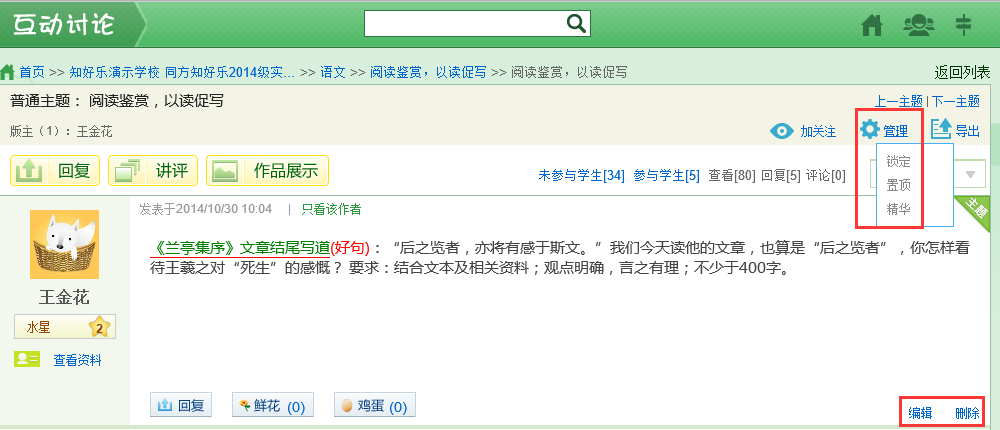 互动讨论
首页 >> 知好乐演示学校 同方知好乐2014级实... >> 语文 >> 阅读鉴赏，以读促写 >> 阅读鉴赏，以读促写
返回列表
普通主题： 阅读鉴赏，以读促写
上一主题 | 下一主题
版主（1）：王金花
加关注
管理
导出
锁定
置顶
精华
回复
讲评
作品展示
未参与学生[34] 参与学生[5] 查看[80] 回复[5] 评论[0]
主题
发表于2014/10/30 10:04 | 只看该作者
《兰亭集序》文章结尾写道(好句)：“后之览者，亦将有感于斯文。”我们今天读他的文章，也算是“后之览者”，你怎样看
待王羲之对“死生”的感慨？ 要求：结合文本及相关资料；观点明确，言之有理；不少于400字。
王金花
水星 2
查看资料
回复 鲜花 (0) 鸡蛋 (0)
编辑 删除